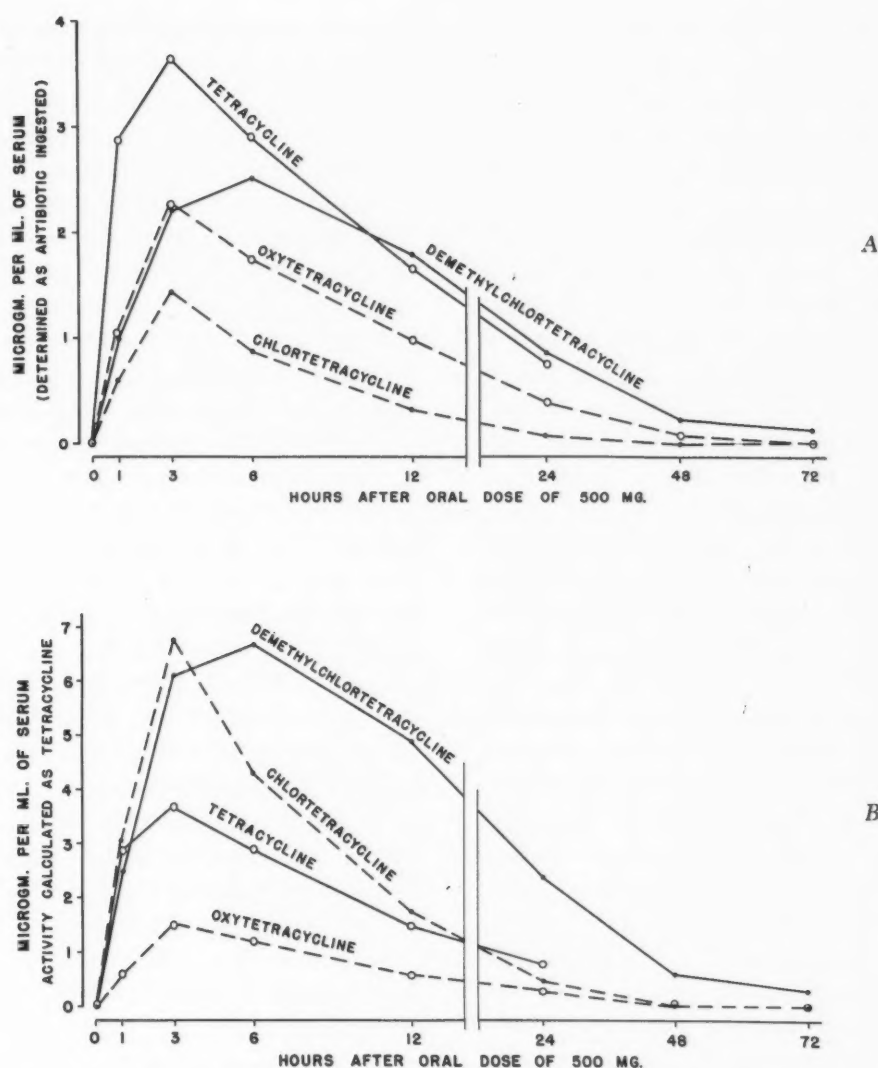 4
3
2
1
0
MICROGM. PER ML. OF SERUM
(DETERMINED AS ANTIBIOTIC INGESTED)
TETRACYCLINE
OXYTETRACYCLINE
CHLORTETRACYCLINE
DEMETHYLCHLORTETRACYCLINE
A
0 1 3 6 12 24 48 72
HOURS AFTER ORAL DOSE OF 500 MG.
7
6
5
4
3
2
1
0
MICROGM. PER ML. OF SERUM
ACTIVITY CALCULATED AS TETRACYCLINE
DEMETHYLCHLORTETRACYCLINE
CHLORTETRACYCLINE
TETRACYCLINE
OXYTETRACYCLINE
B
0 1 3 6 12 24 48 72
HOURS AFTER ORAL DOSE OF 500 MG.